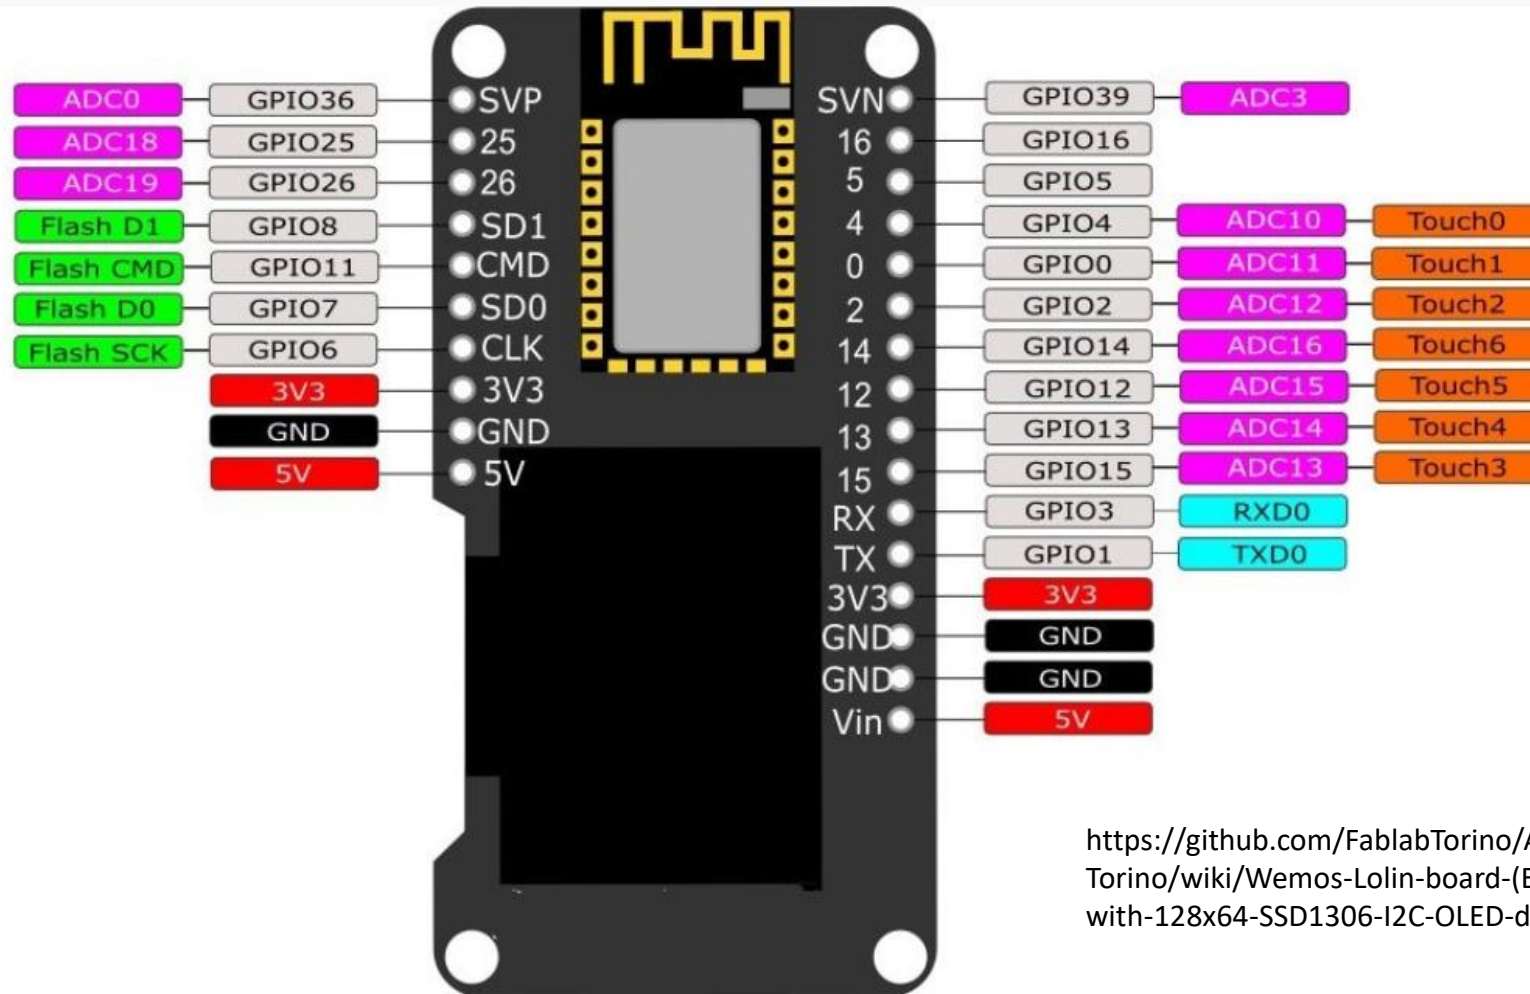 ADC0 GPIO36 SVP SVN GPIO39 ADC3
ADC18 GPIO25 25 16 GPIO16
ADC19 GPIO26 26 5 GPIO5
Flash D1 GPIO8 SD1 4 GPIO4 ADC10 Touch0
Flash CMD GPIO11 CMD 0 GPIO0 ADC11 Touch1
Flash D0 GPIO7 SD0 2 GPIO2 ADC12 Touch2
Flash SCK GPIO6 CLK 14 GPIO14 ADC16 Touch6
3V3 3V3 12 GPIO12 ADC15 Touch5
GND GND 13 GPIO13 ADC14 Touch4
5V 5V 15 GPIO15 ADC13 Touch3
RX GPIO3 RXD0
TX GPIO1 TXD0
3V3 3V3
GND GND
GND GND
Vin 5V
https://github.com/FablabTorino/
Torino/wiki/Wemos-Lolin-board-(
with-128x64-SSD1306-I2C-OLED-d